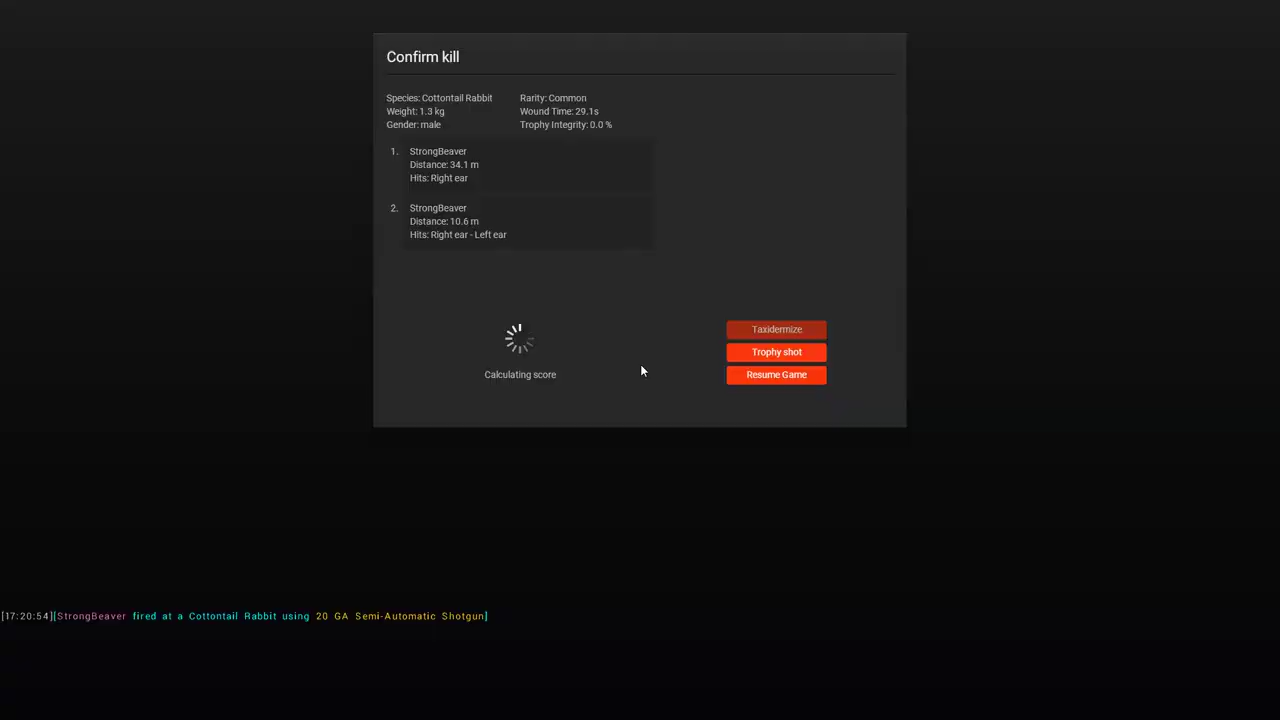 Confirm kill
Species: Cottontail Rabbit
Weight: 1.3 kg
Gender: male
Rarity: Common
Wound Time: 29.1s
Trophy Integrity: 0.0 %
1.
StrongBeaver
Distance: 34.1 m
Hits: Right ear
2.
StrongBeaver
Distance: 10.6 m
Hits: Right ear - Left ear
Calculating score
Taxidermize
Trophy shot
Resume Game
[17:20:54][StrongBeaver fired at a Cottontail Rabbit using 20 GA Semi-Automatic Shotgun]